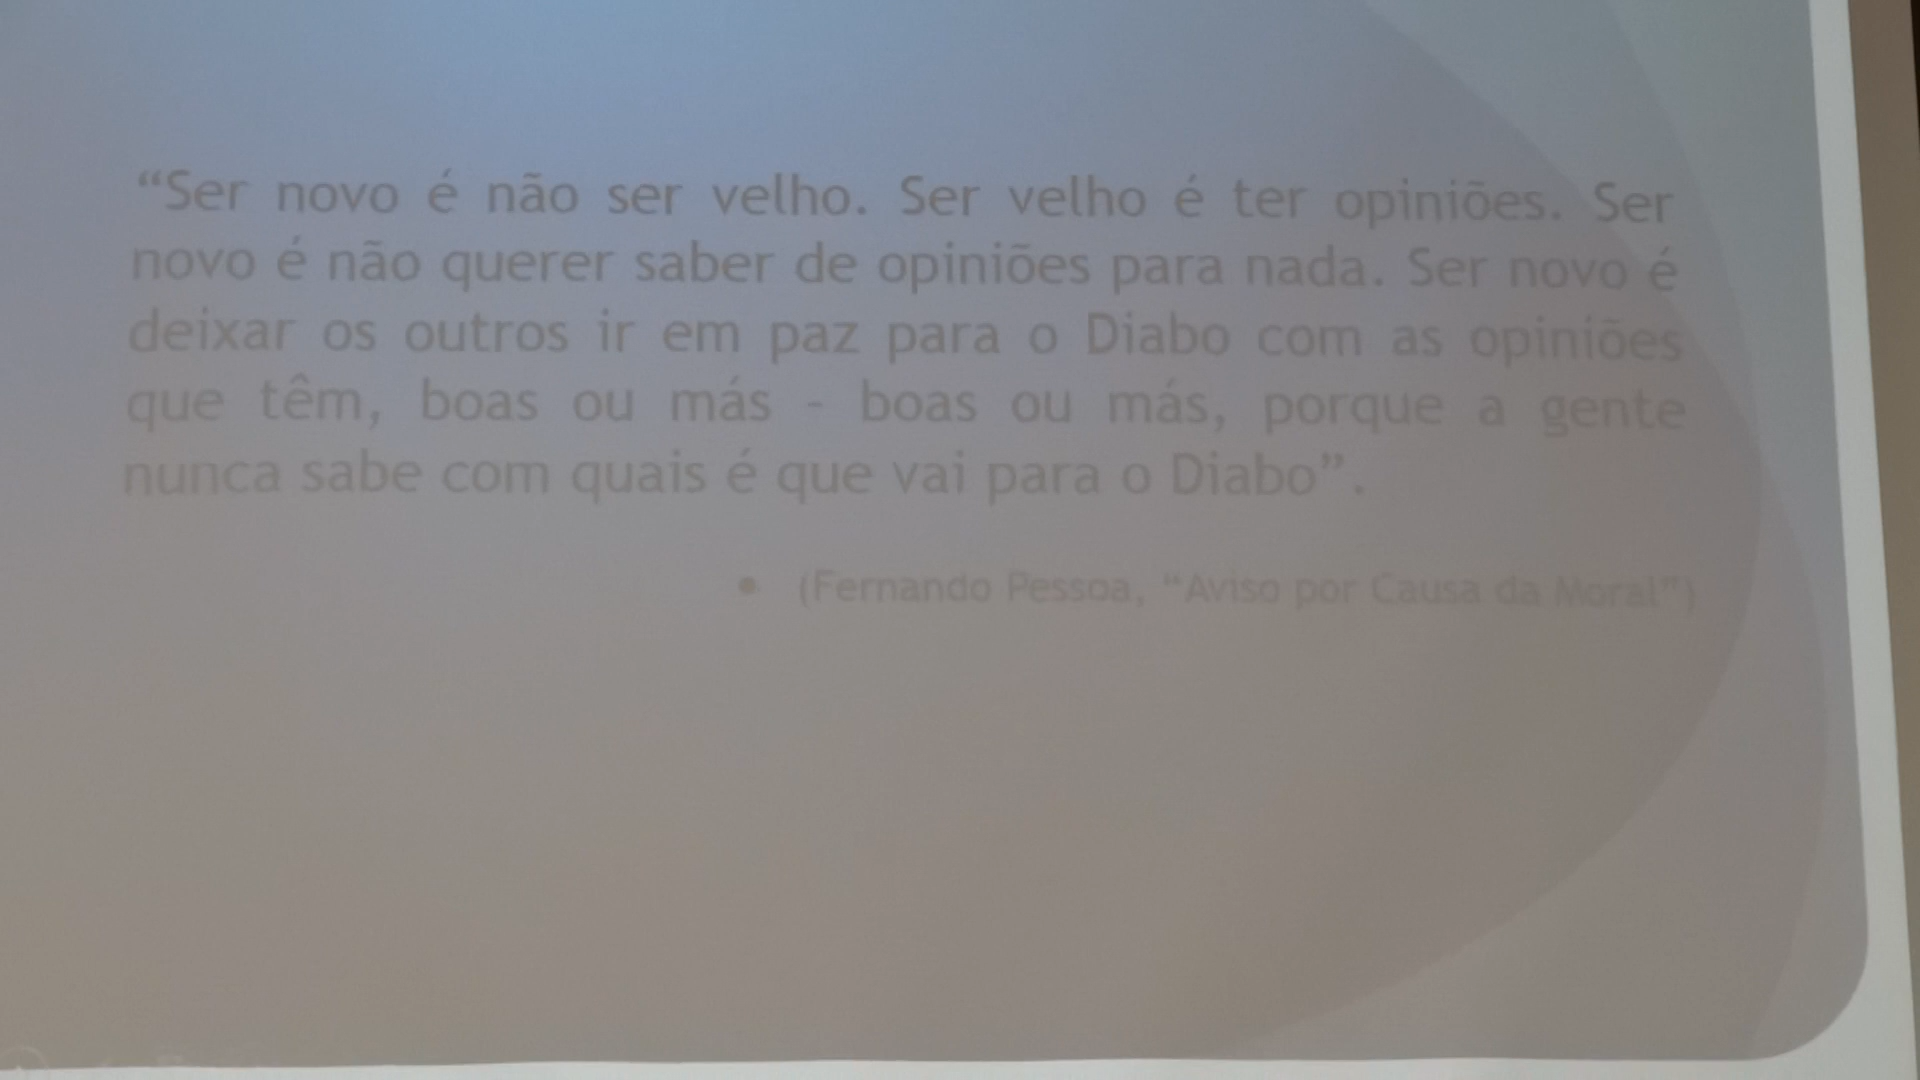 “Ser novo é não ser velho. Ser velho é ter opiniões. Ser
novo é não querer saber de opiniões para nada. Ser novo é
deixar os outros ir em paz para o Diabo com as opiniões
que têm, boas ou más - boas ou más, porque a gente
nunca sabe com quais é que vai para o Diabo”.
• (Fernando Pessoa, “Aviso por Causa da Moral”)